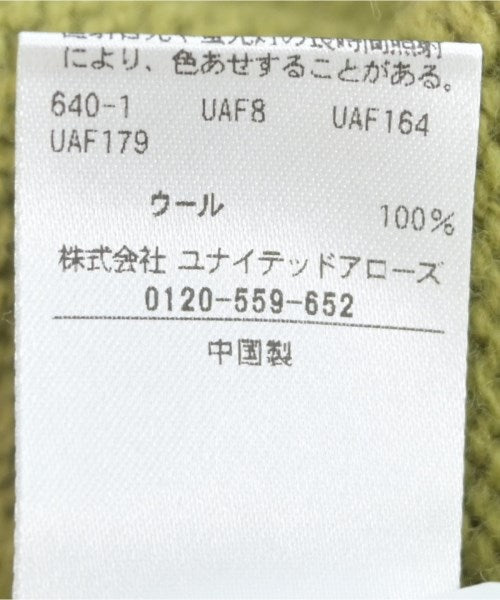 により、色あせすることがある。
640-1 UAF8 UAF164
UAF179
ウール 100%
株式会社 ユナイテッドアローズ
0120-559-652
中国製